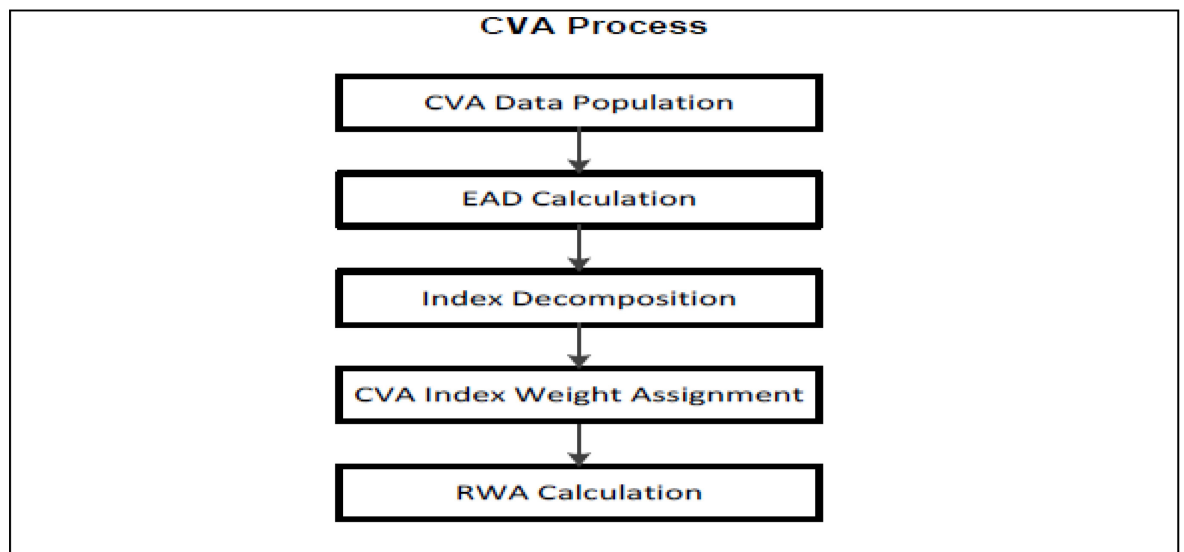 CVA Process
CVA Data Population
EAD Calculation
Index Decomposition
CVA Index Weight Assignment
RWA Calculation